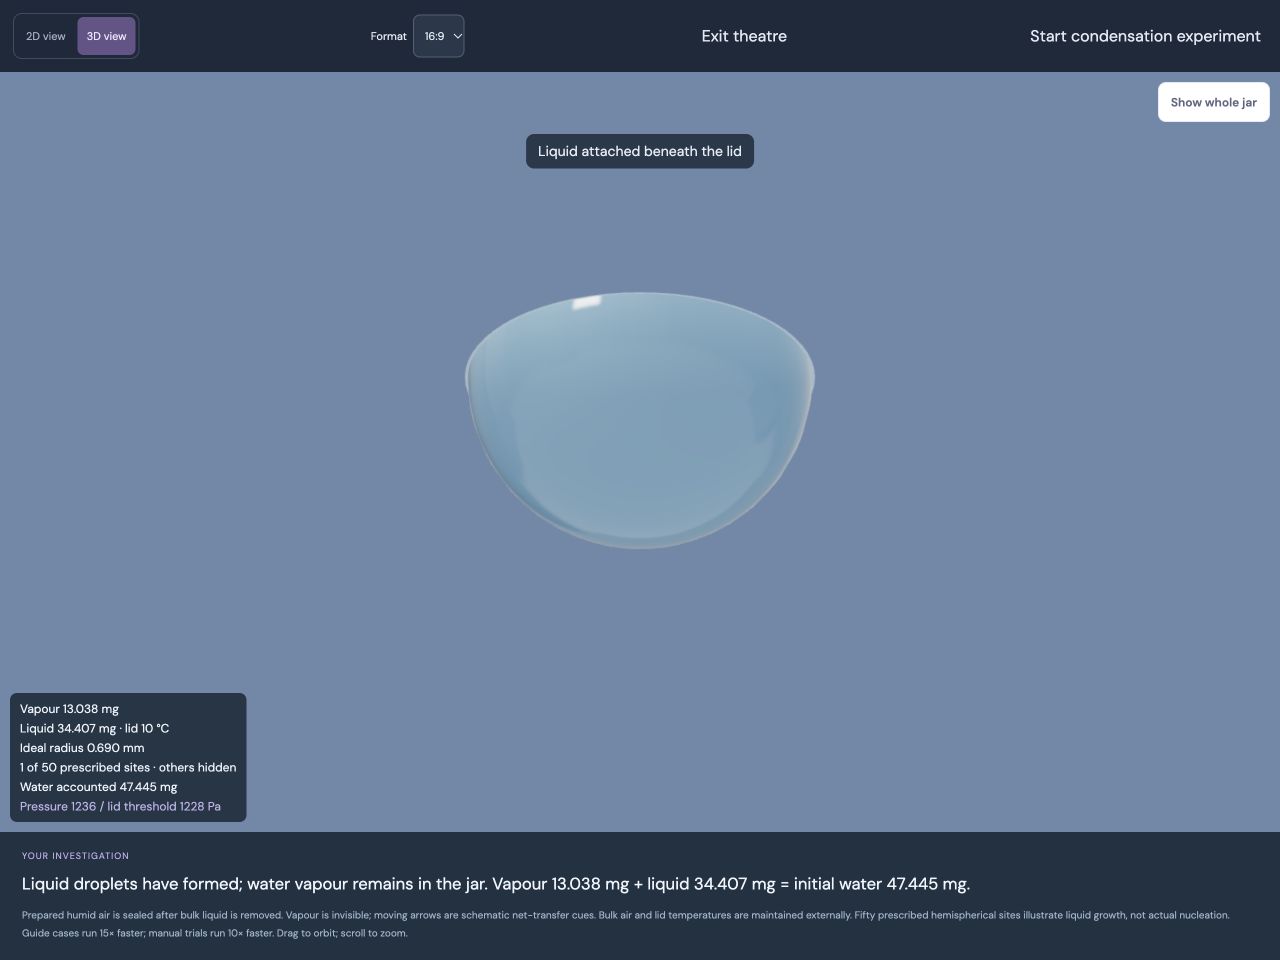 2D view
3D view
Format
16:9
Exit theatre
Start condensation experiment
Show whole jar
Liquid attached beneath the lid
Vapour 13.038 mg
Liquid 34.407 mg · lid 10 °C
Ideal radius 0.690 mm
1 of 50 prescribed sites · others hidden
Water accounted 47.445 mg
Pressure 1236 / lid threshold 1228 Pa
YOUR INVESTIGATION
Liquid droplets have formed; water vapour remains in the jar. Vapour 13.038 mg + liquid 34.407 mg = initial water 47.445 mg.
Prepared humid air is sealed after bulk liquid is removed. Vapour is invisible; moving arrows are schematic net-transfer cues. Bulk air and lid temperatures are maintained externally. Fifty prescribed hemispherical sites illustrate liquid growth, not actual nucleation.
Guide cases run 15× faster; manual trials run 10× faster. Drag to orbit; scroll to zoom.